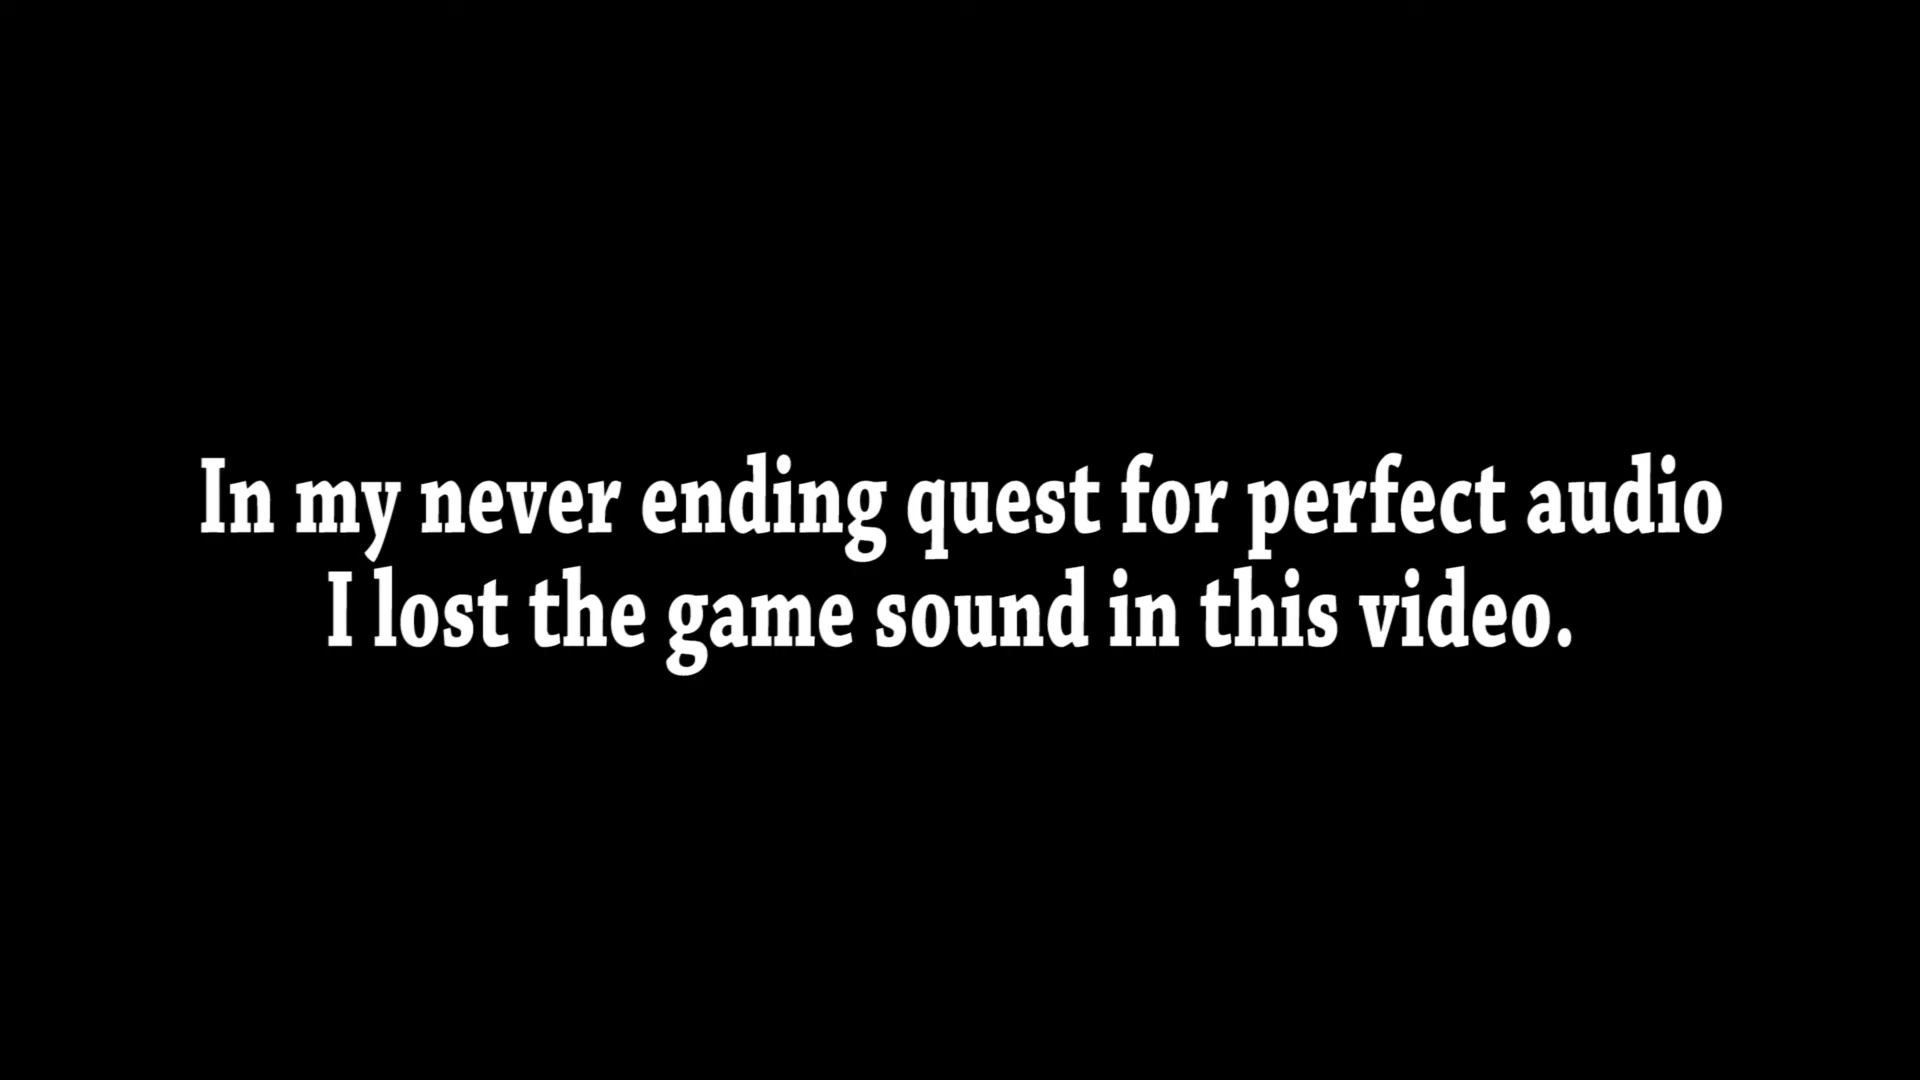 In my never ending quest for perfect audio
I lost the game sound in this video.